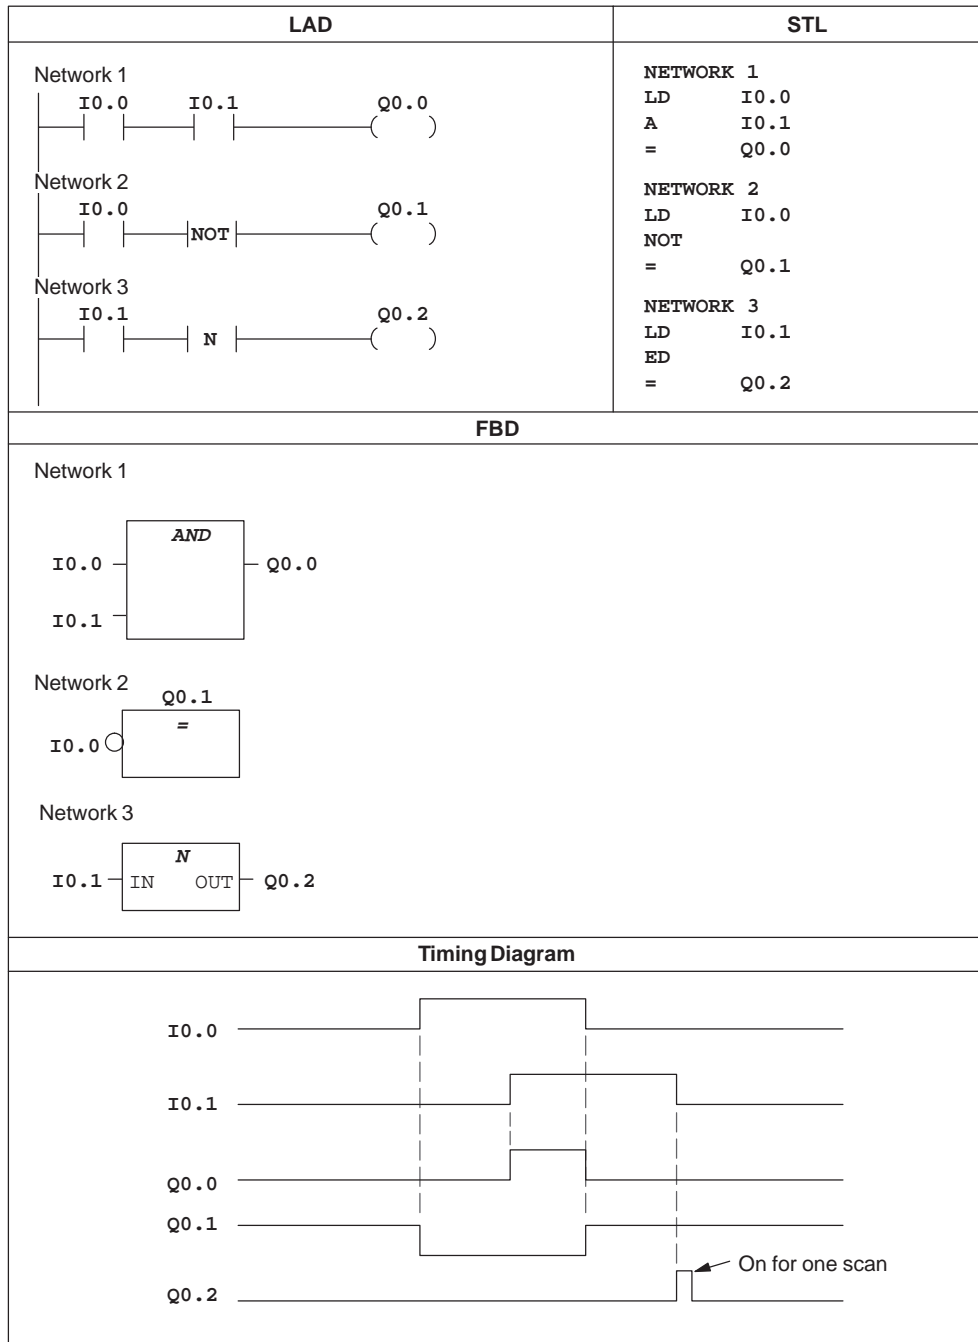 LAD
STL
Network 1
I0.0 I0.1 Q0.0
Network 2
I0.0 Q0.1
NOT
Network 3
I0.1 Q0.2
N
NETWORK 1
LD I0.0
A I0.1
= Q0.0
NETWORK 2
LD I0.0
NOT
= Q0.1
NETWORK 3
LD I0.1
ED
= Q0.2
FBD
Network 1
AND
I0.0 Q0.0
I0.1
Network 2
Q0.1
=
I0.0
Network 3
N
I0.1 IN OUT Q0.2
Timing Diagram
I0.0
I0.1
Q0.0
Q0.1
On for one scan
Q0.2